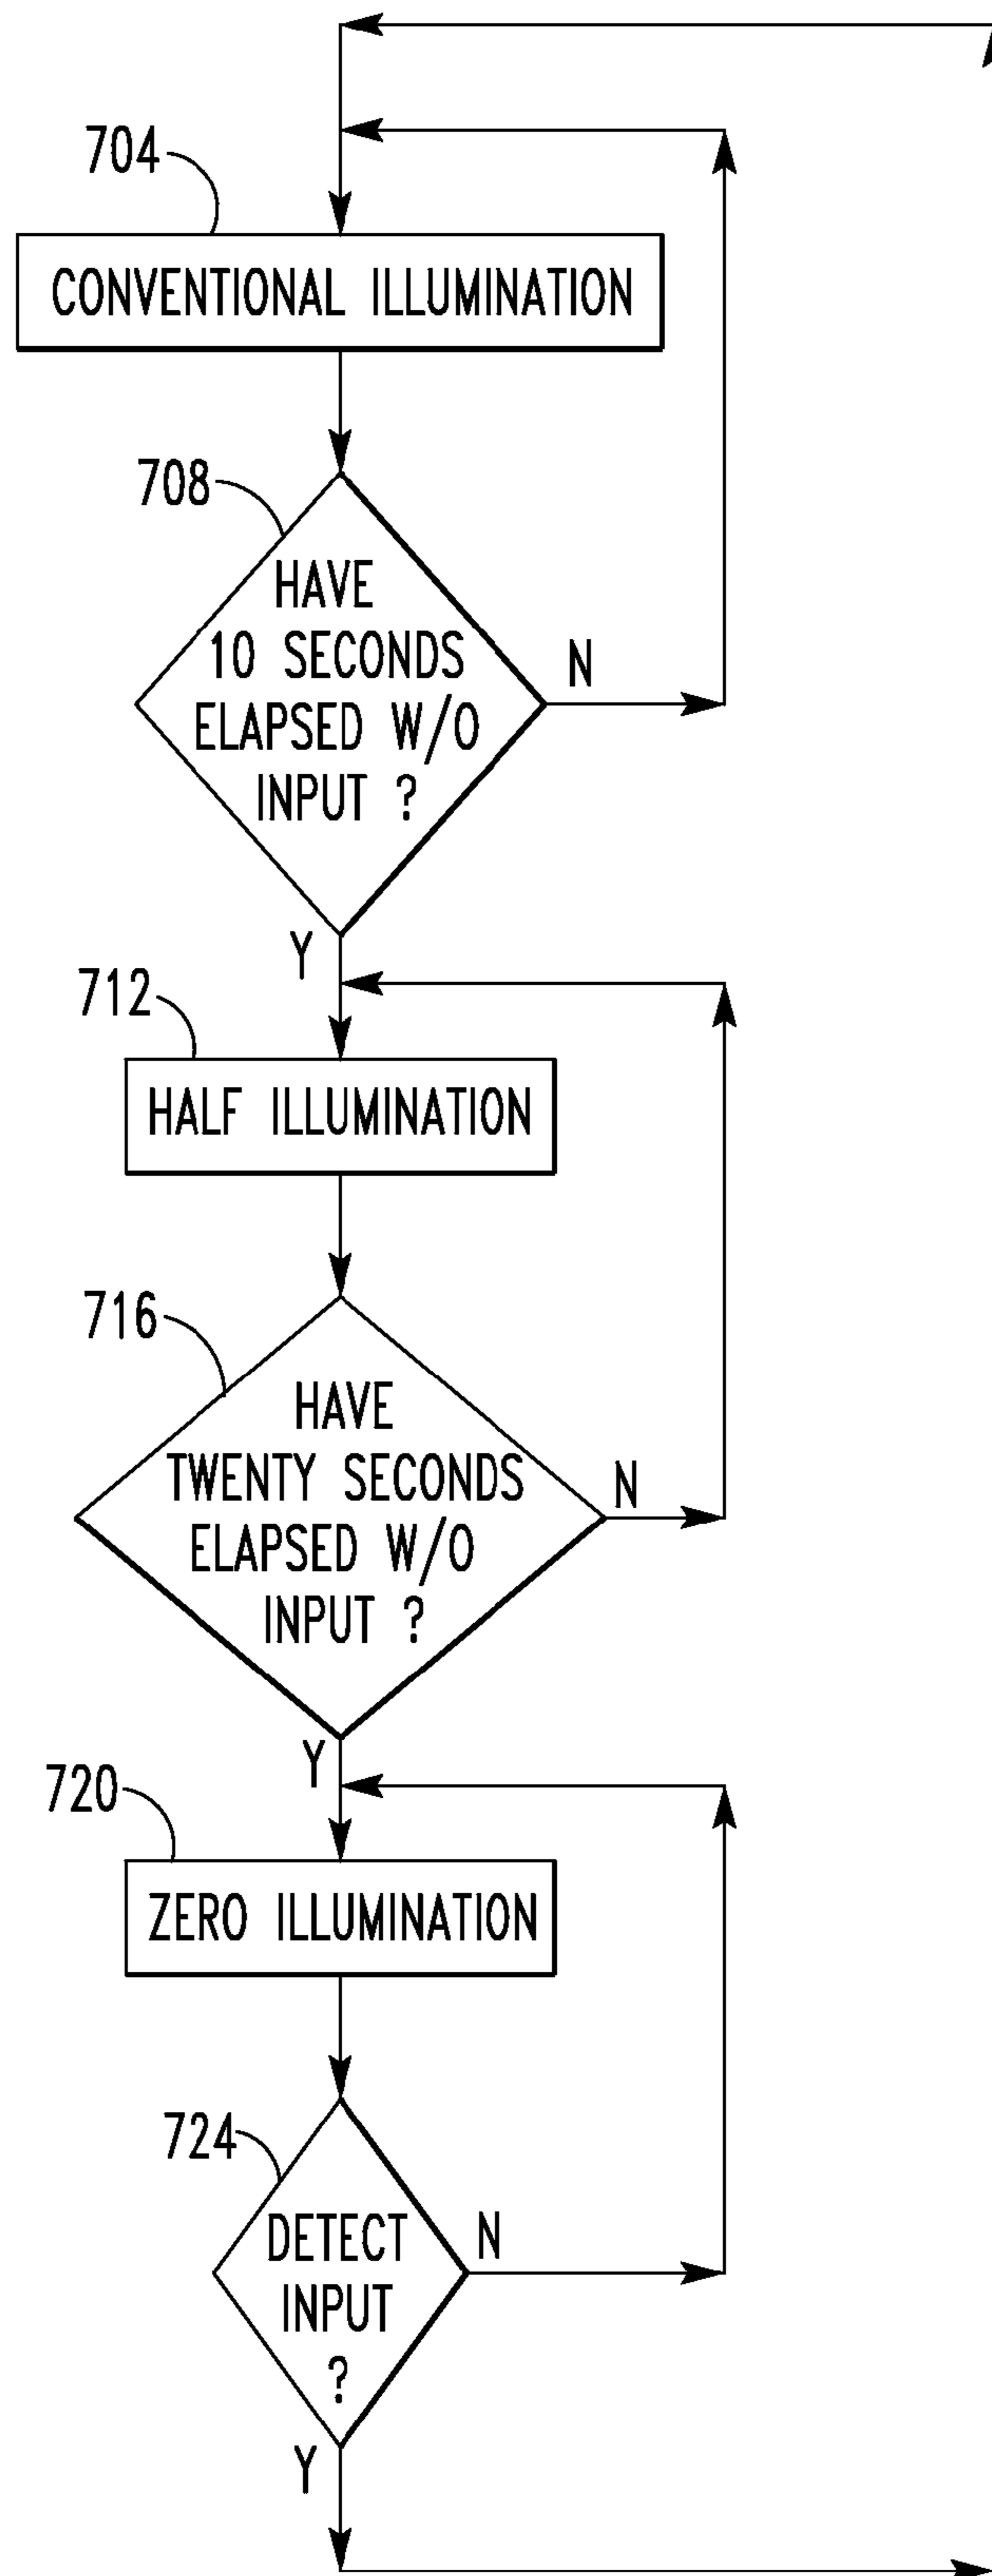 704
CONVENTIONAL ILLUMINATION
708
HAVE
10 SECONDS
ELAPSED W/O
INPUT ?
N
Y
712
HALF ILLUMINATION
716
HAVE
TWENTY SECONDS
ELAPSED W/O
INPUT ?
N
Y
720
ZERO ILLUMINATION
724
DETECT
INPUT
?
N
Y